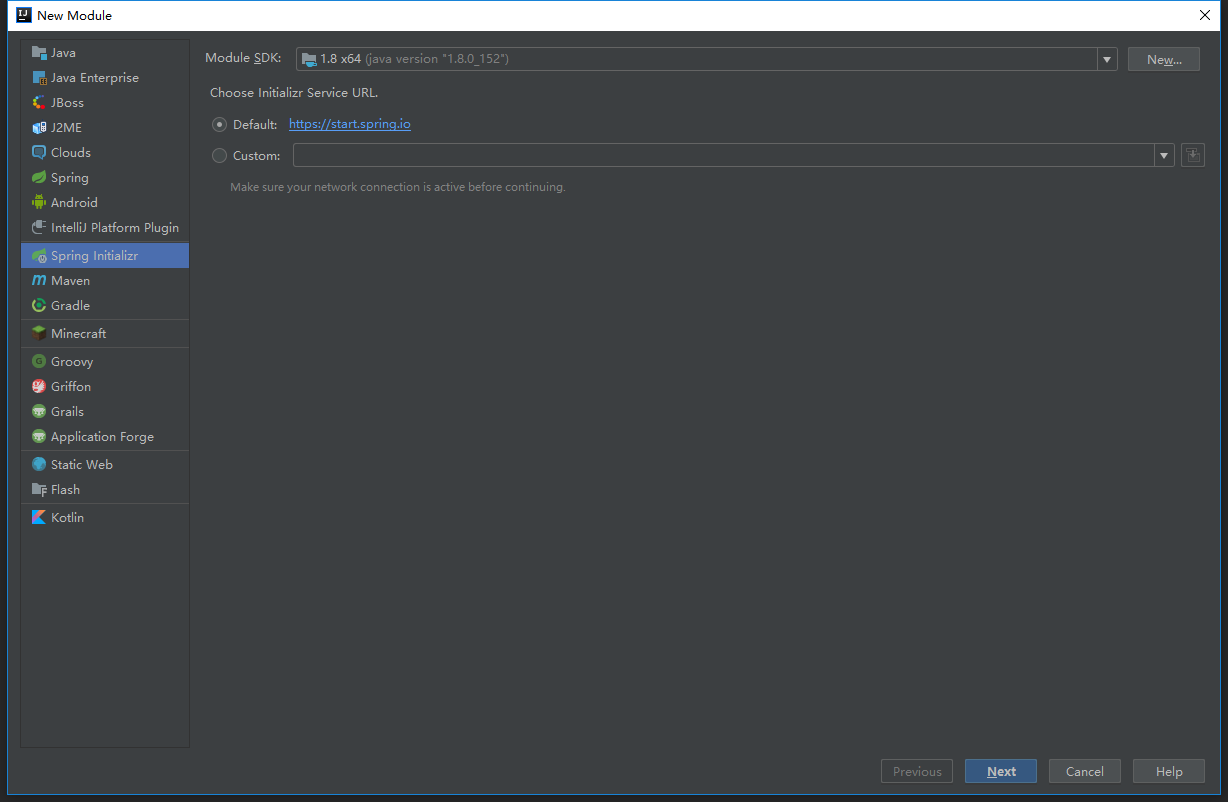 New Module
Java
Java Enterprise
JBoss
J2ME
Clouds
Spring
Android
IntelliJ Platform Plugin
Spring Initializr
Maven
Gradle
Minecraft
Groovy
Griffon
Grails
Application Forge
Static Web
Flash
Kotlin
Module SDK: 1.8 x64 (java version "1.8.0_152") New...
Choose Initializr Service URL.
Default: https://start.spring.io
Custom:
Make sure your network connection is active before continuing.
Previous Next Cancel Help